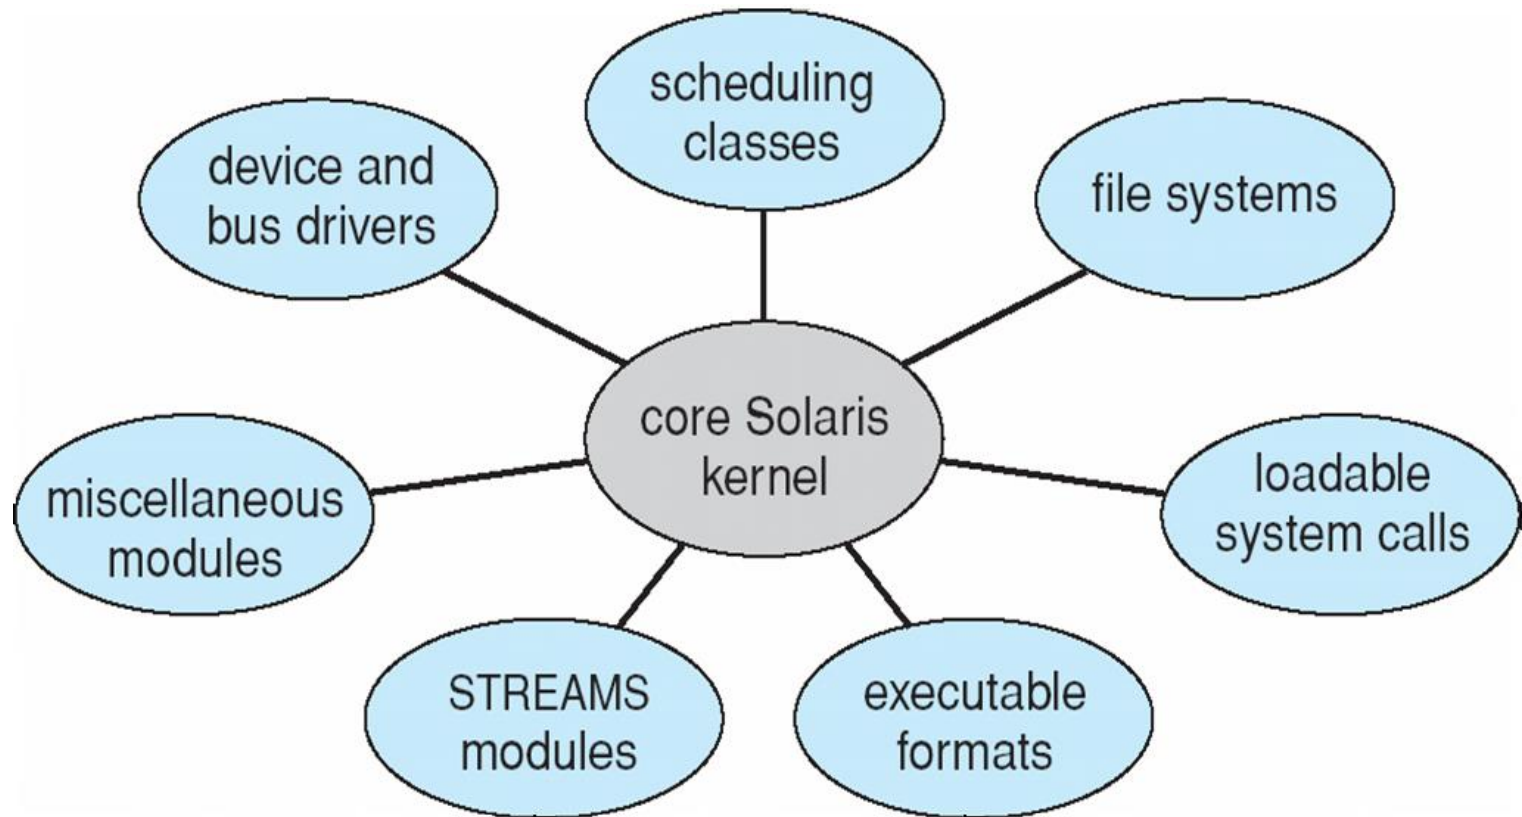 scheduling
classes
device and
bus drivers
file systems
core Solaris
kernel
loadable
system calls
miscellaneous
modules
STREAMS
modules
executable
formats